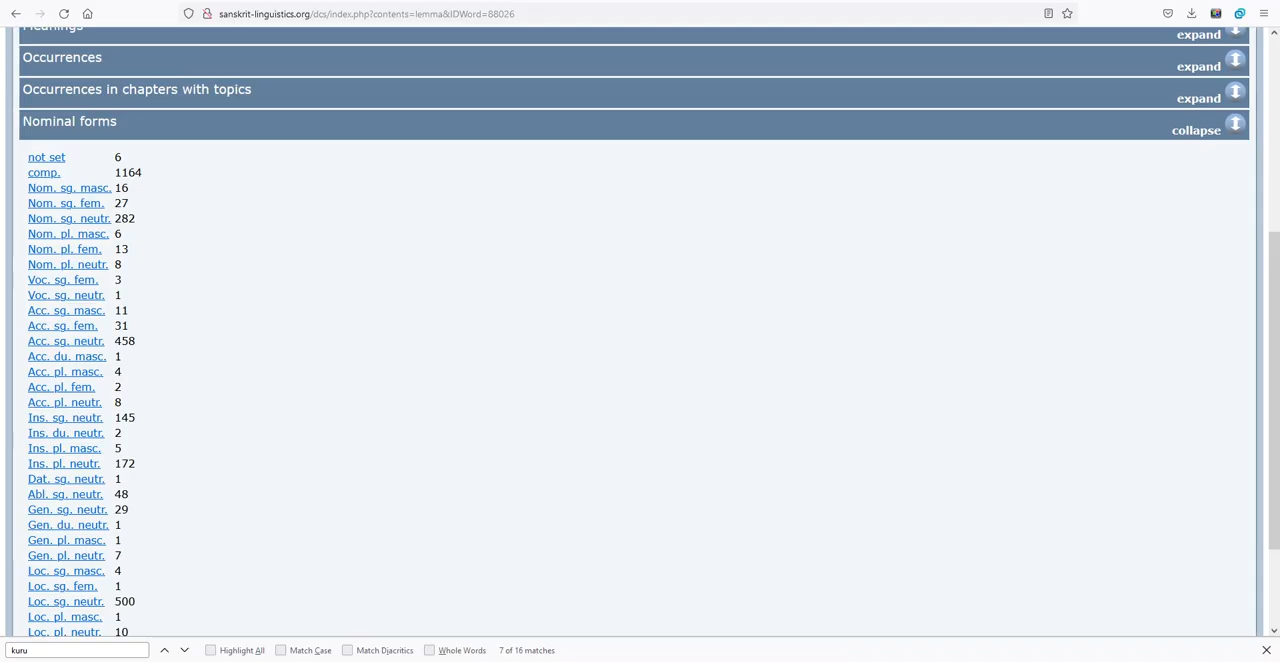 sanskrit-linguistics.org/dcs/index.php?contents=lemma&IDWord=88026
Meanings
expand
Occurrences
expand
Occurrences in chapters with topics
expand
Nominal forms
collapse
not set 6
comp. 1164
Nom. sg. masc. 16
Nom. sg. fem. 27
Nom. sg. neutr. 282
Nom. pl. masc. 6
Nom. pl. fem. 13
Nom. pl. neutr. 8
Voc. sg. fem. 3
Voc. sg. neutr. 1
Acc. sg. masc. 11
Acc. sg. fem. 31
Acc. sg. neutr. 458
Acc. du. masc. 1
Acc. pl. masc. 4
Acc. pl. fem. 2
Acc. pl. neutr. 8
Ins. sg. neutr. 145
Ins. du. neutr. 2
Ins. pl. masc. 5
Ins. pl. neutr. 172
Dat. sg. neutr. 1
Abl. sg. neutr. 48
Gen. sg. neutr. 29
Gen. du. neutr. 1
Gen. pl. masc. 1
Gen. pl. neutr. 7
Loc. sg. masc. 4
Loc. sg. fem. 1
Loc. sg. neutr. 500
Loc. pl. masc. 1
Loc. pl. neutr. 10
kuru Highlight All Match Case Match Diacritics Whole Words 7 of 16 matches